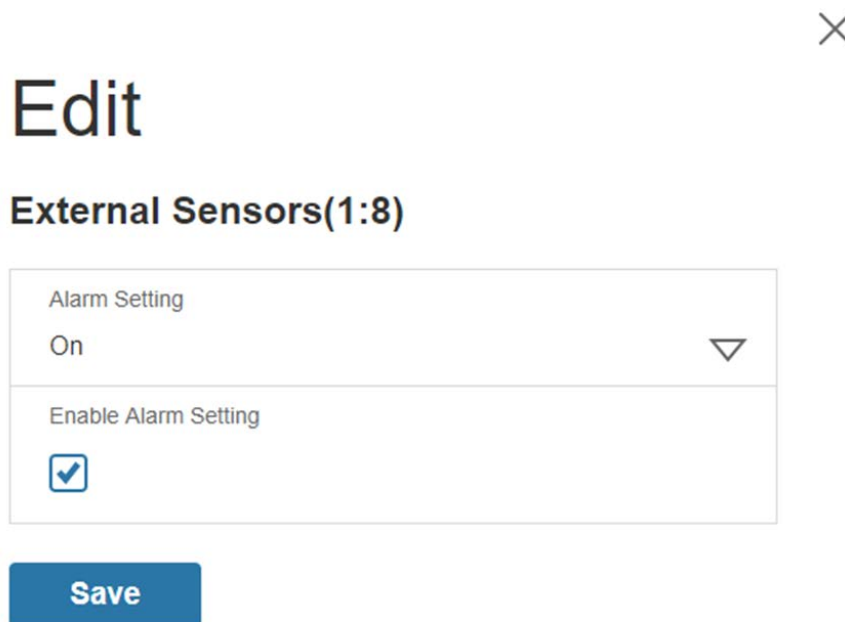 Edit
External Sensors(1:8)
Alarm Setting
On
Enable Alarm Setting
Save